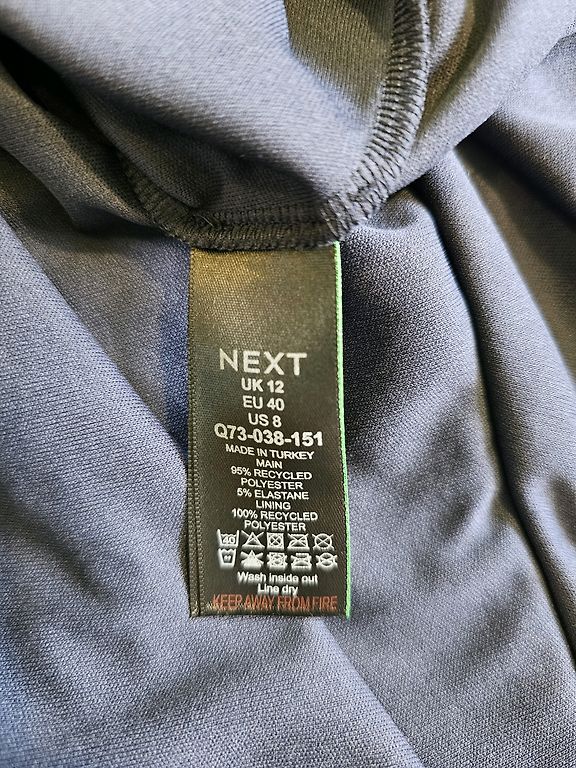 NEXT
UK 12
EU 40
US 8
Q73-038-151
MADE IN TURKEY
MAIN
95% RECYCLED
POLYESTER
5% ELASTANE
LINING
100% RECYCLED
POLYESTER
40
Wash inside out
Line dry
KEEP AWAY FROM FIRE